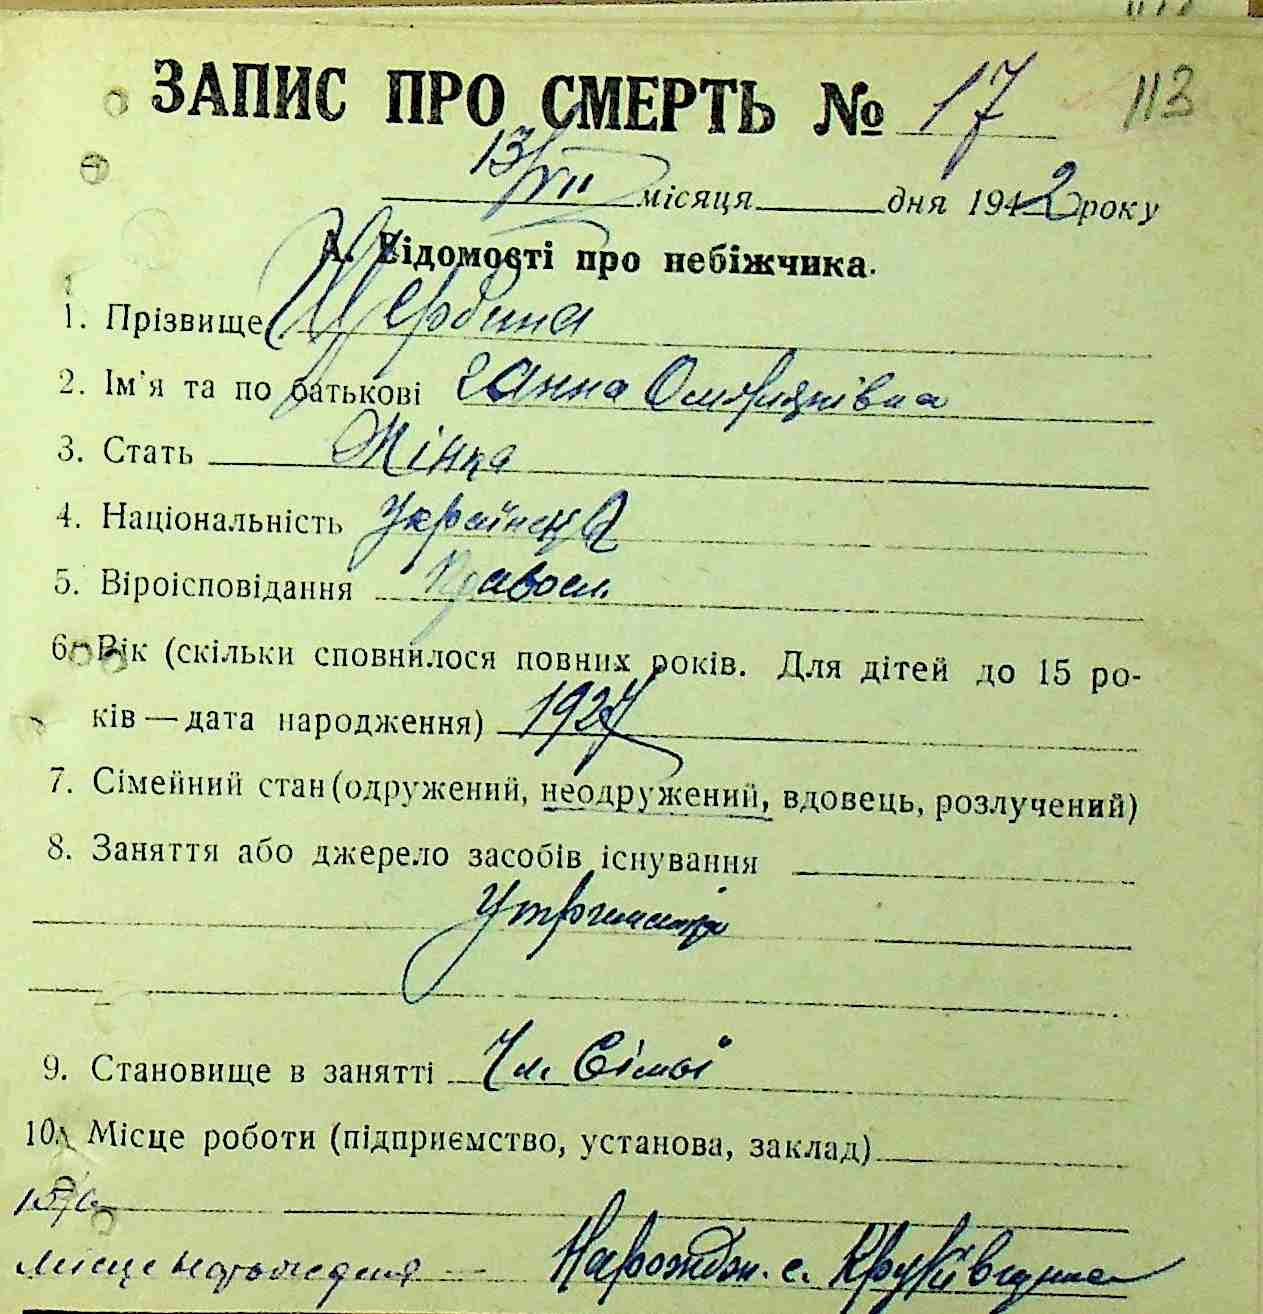 ЗАПИС ПРО СМЕРТЬ № 17 113
13/VII місяця дня 1942 року
А. Відомості про небіжчика.
1. Прізвище Щербина
2. Ім'я та по батькові Ганна
3. Стать Жінка
4. Національність Українка
5. Віроісповідання Правосл.
6. Вік (скільки сповнилося повних років. Для дітей до 15 ро-
ків — дата народження) 1927
7. Сімейний стан (одружений, неодружений, вдовець, розлучений)
8. Заняття або джерело засобів існування
9. Становище в занятті Чл. Сімьї
10. Місце роботи (підприємство, установа, заклад)
місце народження — Нарождн. с.